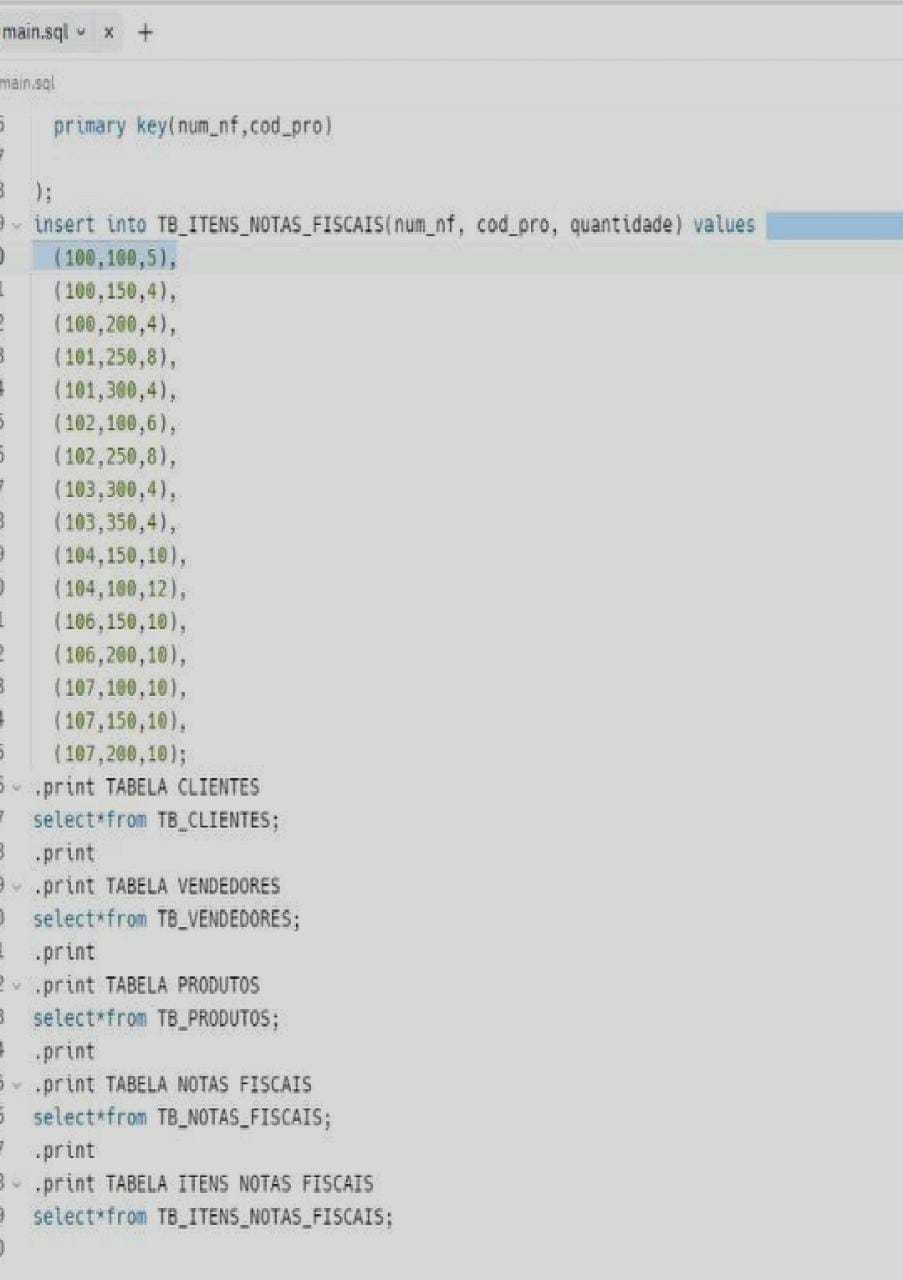 main.sql × +
main.sql
primary key(num_nf,cod_pro)
);
insert into TB_ITENS_NOTAS_FISCAIS(num_nf, cod_pro, quantidade) values
(100,100,5),
(100,150,4),
(100,200,4),
(101,250,8),
(101,300,4),
(102,100,6),
(102,250,8),
(103,300,4),
(103,350,4),
(104,150,10),
(104,100,12),
(106,150,10),
(106,200,10),
(107,100,10),
(107,150,10),
(107,200,10);
.print TABELA CLIENTES
select*from TB_CLIENTES;
.print
.print TABELA VENDEDORES
select*from TB_VENDEDORES;
.print
.print TABELA PRODUTOS
select*from TB_PRODUTOS;
.print
.print TABELA NOTAS FISCAIS
select*from TB_NOTAS_FISCAIS;
.print
.print TABELA ITENS NOTAS FISCAIS
select*from TB_ITENS_NOTAS_FISCAIS;